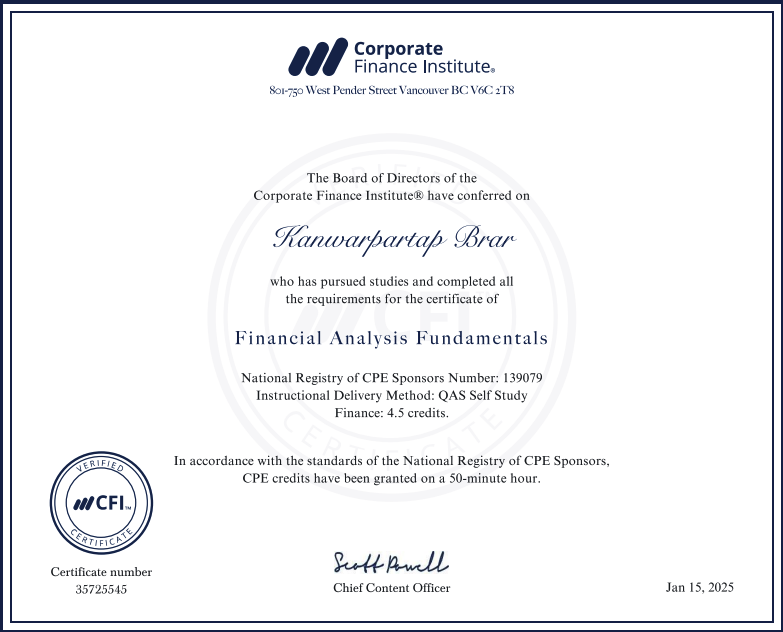 Corporate
Finance Institute®
801-750 West Pender Street Vancouver BC V6C 2T8
The Board of Directors of the
Corporate Finance Institute® have conferred on
Kanwarpartap Brar
who has pursued studies and completed all
the requirements for the certificate of
Financial Analysis Fundamentals
National Registry of CPE Sponsors Number: 139079
Instructional Delivery Method: QAS Self Study
Finance: 4.5 credits.
In accordance with the standards of the National Registry of CPE Sponsors,
CPE credits have been granted on a 50-minute hour.
VERIFIED
CFI™
CERTIFICATE
Certificate number
35725545
Scott Powell
Chief Content Officer
Jan 15, 2025
VERIFIED
CFI
CERTIFICATE